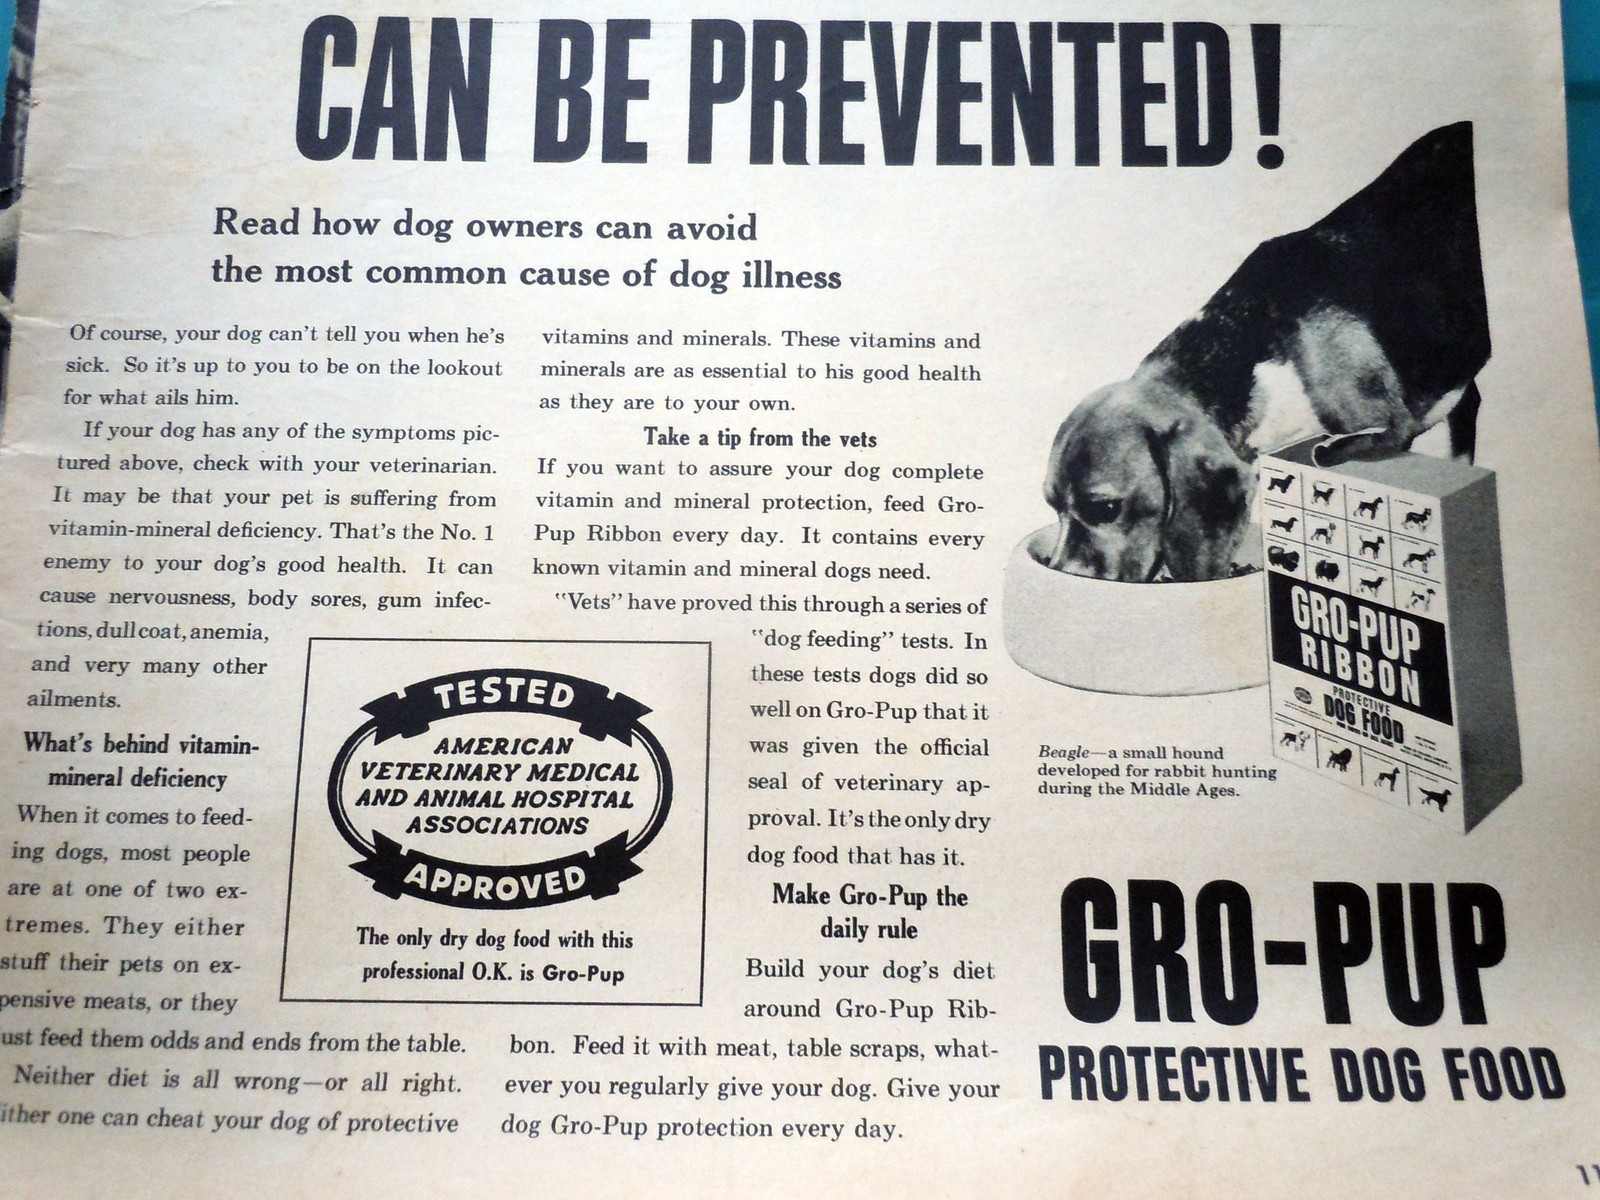 CAN BE PREVENTED!
Read how dog owners can avoid
the most common cause of dog illness
Of course, your dog can't tell you when he's
sick. So it's up to you to be on the lookout
for what ails him.
If your dog has any of the symptoms pic-
tured above, check with your veterinarian.
It may be that your pet is suffering from
vitamin-mineral deficiency. That's the No. 1
enemy to your dog's good health. It can
cause nervousness, body sores, gum infec-
tions, dull coat, anemia,
and very many other
ailments.
What's behind vitamin-
mineral deficiency
When it comes to feed-
ing dogs, most people
are at one of two ex-
tremes. They either
stuff their pets on ex-
pensive meats, or they
ust feed them odds and ends from the table.
Neither diet is all wrong—or all right.
ither one can cheat your dog of protective
vitamins and minerals. These vitamins and
minerals are as essential to his good health
as they are to your own.
Take a tip from the vets
If you want to assure your dog complete
vitamin and mineral protection, feed Gro-
Pup Ribbon every day. It contains every
known vitamin and mineral dogs need.
"Vets" have proved this through a series of
"dog feeding" tests. In
these tests dogs did so
well on Gro-Pup that it
was given the official
seal of veterinary ap-
proval. It's the only dry
dog food that has it.
Make Gro-Pup the
daily rule
Build your dog's diet
around Gro-Pup Rib-
bon. Feed it with meat, table scraps, what-
ever you regularly give your dog. Give your
dog Gro-Pup protection every day.
TESTED
AMERICAN
VETERINARY MEDICAL
AND ANIMAL HOSPITAL
ASSOCIATIONS
APPROVED
The only dry dog food with this
professional O.K. is Gro-Pup
GRO-PUP
RIBBON
PROTECTIVE
DOG FOOD
Beagle—a small hound
developed for rabbit hunting
during the Middle Ages.
GRO-PUP
PROTECTIVE DOG FOOD